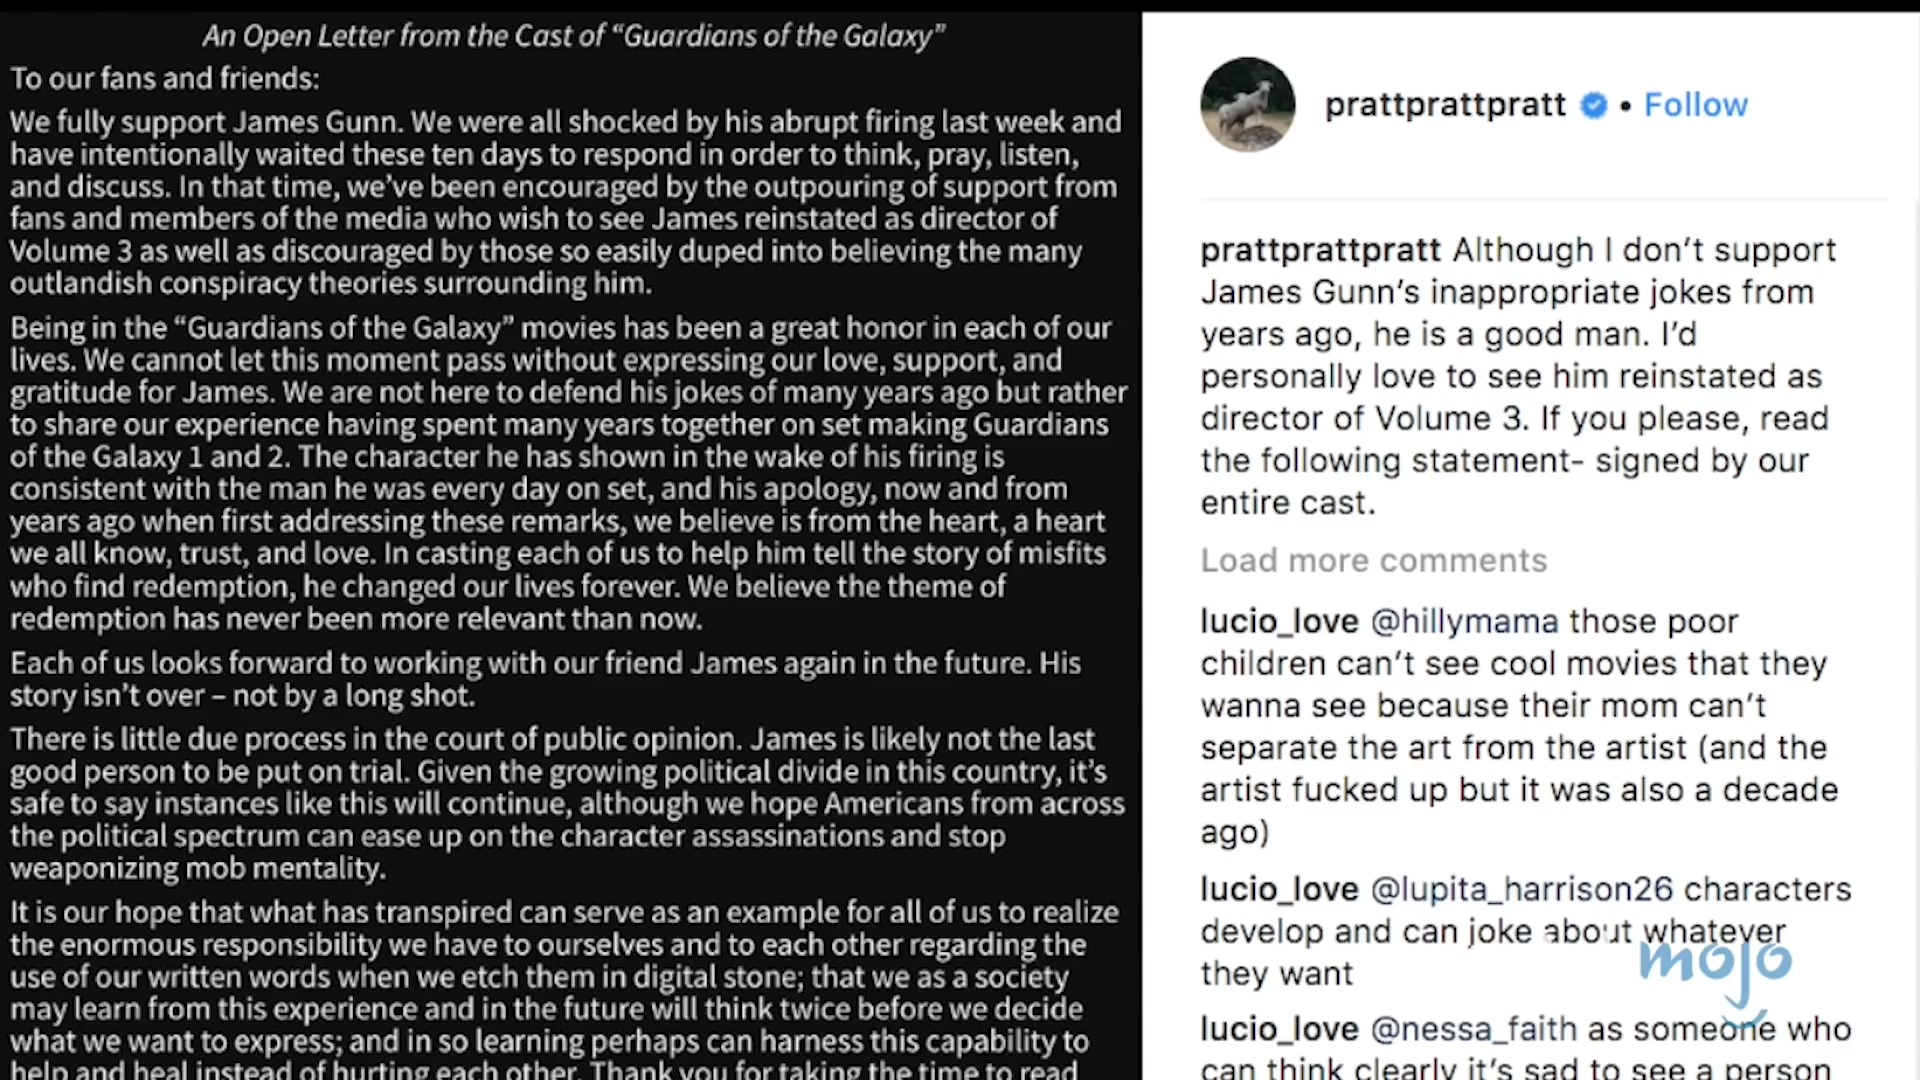 An Open Letter from the Cast of “Guardians of the Galaxy”
To our fans and friends:
We fully support James Gunn. We were all shocked by his abrupt firing last week and
have intentionally waited these ten days to respond in order to think, pray, listen,
and discuss. In that time, we’ve been encouraged by the outpouring of support from
fans and members of the media who wish to see James reinstated as director of
Volume 3 as well as discouraged by those so easily duped into believing the many
outlandish conspiracy theories surrounding him.
Being in the “Guardians of the Galaxy” movies has been a great honor in each of our
lives. We cannot let this moment pass without expressing our love, support, and
gratitude for James. We are not here to defend his jokes of many years ago but rather
to share our experience having spent many years together on set making Guardians
of the Galaxy 1 and 2. The character he has shown in the wake of his firing is
consistent with the man he was every day on set, and his apology, now and from
years ago when first addressing these remarks, we believe is from the heart, a heart
we all know, trust, and love. In casting each of us to help him tell the story of misfits
who find redemption, he changed our lives forever. We believe the theme of
redemption has never been more relevant than now.
Each of us looks forward to working with our friend James again in the future. His
story isn’t over – not by a long shot.
There is little due process in the court of public opinion. James is likely not the last
good person to be put on trial. Given the growing political divide in this country, it’s
safe to say instances like this will continue, although we hope Americans from across
the political spectrum can ease up on the character assassinations and stop
weaponizing mob mentality.
It is our hope that what has transpired can serve as an example for all of us to realize
the enormous responsibility we have to ourselves and to each other regarding the
use of our written words when we etch them in digital stone; that we as a society
may learn from this experience and in the future will think twice before we decide
what we want to express; and in so learning perhaps can harness this capability to
help and heal instead of hurting each other. Thank you for taking the time to read
prattprattpratt • Follow
prattprattpratt Although I don’t support
James Gunn’s inappropriate jokes from
years ago, he is a good man. I’d
personally love to see him reinstated as
director of Volume 3. If you please, read
the following statement- signed by our
entire cast.
Load more comments
lucio_love @hillymama those poor
children can’t see cool movies that they
wanna see because their mom can’t
separate the art from the artist (and the
artist fucked up but it was also a decade
ago)
lucio_love @lupita_harrison26 characters
develop and can joke about whatever
they want
mojo
lucio_love @nessa_faith as someone who
can think clearly it’s sad to see a person